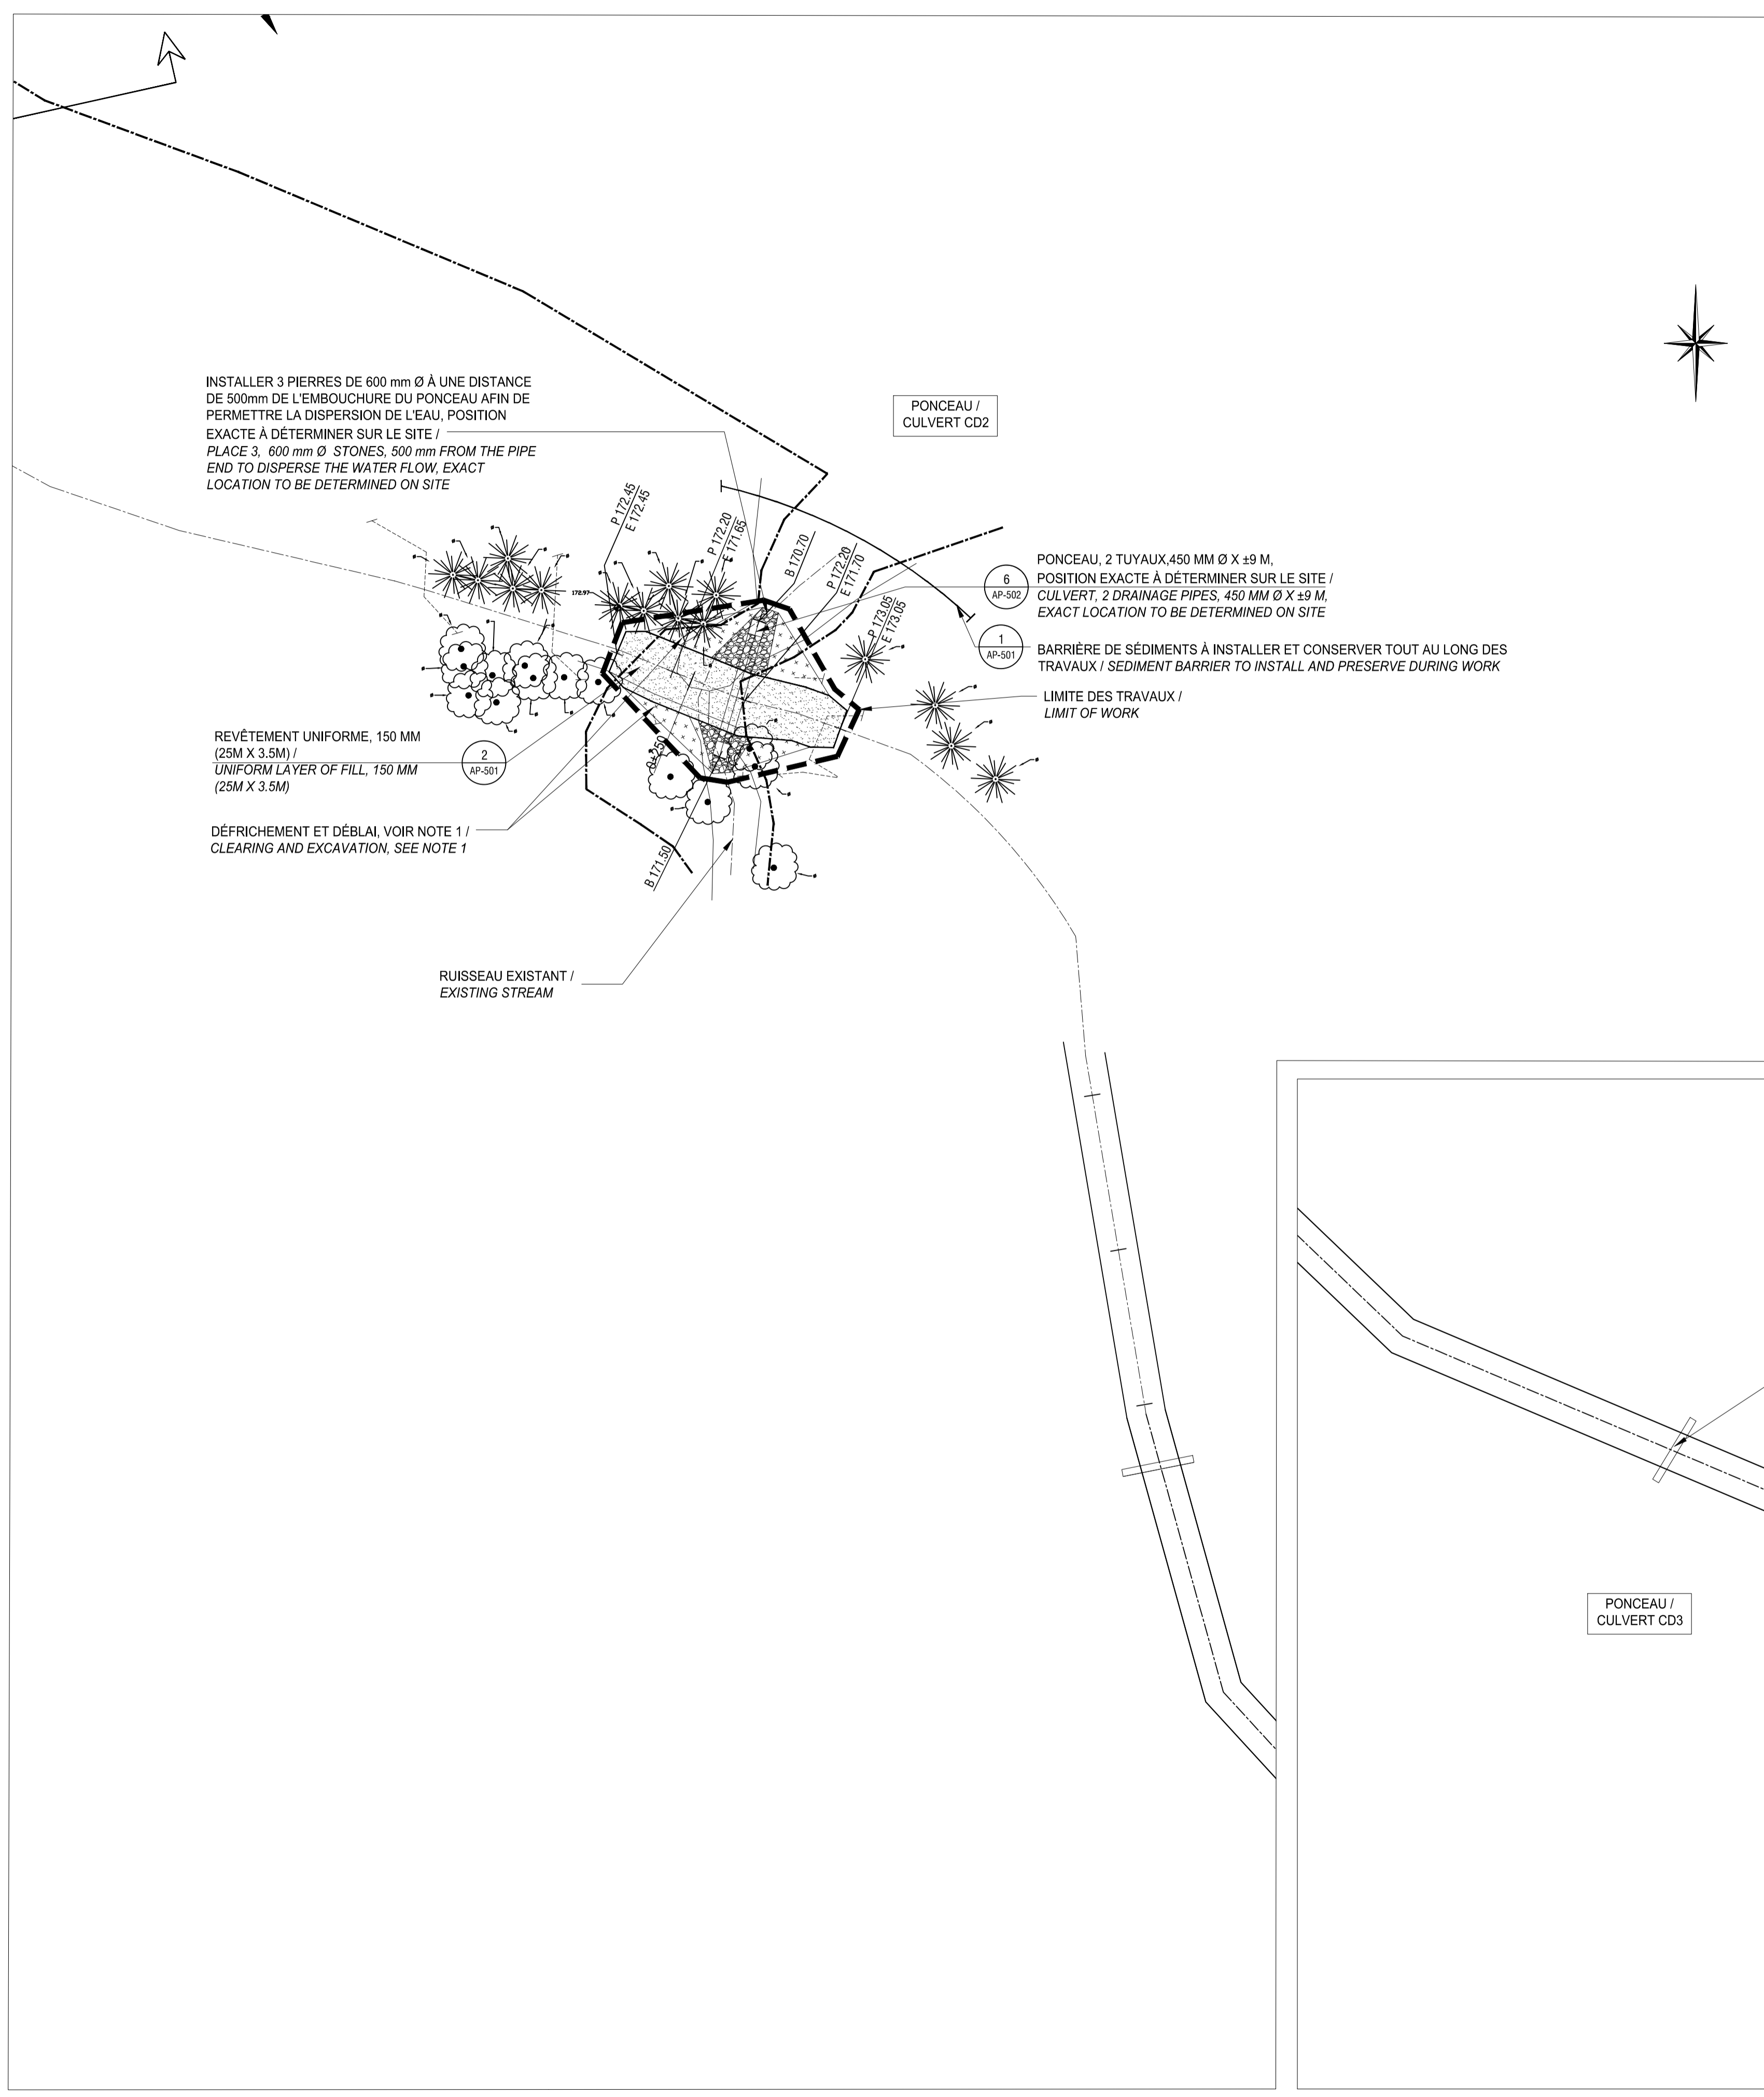 INSTALLER 3 PIERRES DE 600 mm Ø À UNE DISTANCE
DE 500mm DE L'EMBOUCHURE DU PONCEAU AFIN DE
PERMETTRE LA DISPERSION DE L'EAU, POSITION
EXACTE À DÉTERMINER SUR LE SITE /
PLACE 3, 600 mm Ø STONES, 500 mm FROM THE PIPE
END TO DISPERSE THE WATER FLOW, EXACT
LOCATION TO BE DETERMINED ON SITE
PONCEAU /
CULVERT CD2
P 172.45
E 172.45
P 172.20
E 171.65
B 170.70
P 172.20
E 171.70
P 173.05
E 173.05
172.97
6
AP-502
PONCEAU, 2 TUYAUX,450 MM Ø X ±9 M,
POSITION EXACTE À DÉTERMINER SUR LE SITE /
CULVERT, 2 DRAINAGE PIPES, 450 MM Ø X ±9 M,
EXACT LOCATION TO BE DETERMINED ON SITE
1
AP-501
BARRIÈRE DE SÉDIMENTS À INSTALLER ET CONSERVER TOUT AU LONG DES
TRAVAUX / SEDIMENT BARRIER TO INSTALL AND PRESERVE DURING WORK
LIMITE DES TRAVAUX /
LIMIT OF WORK
REVÊTEMENT UNIFORME, 150 MM
(25M X 3.5M) /
UNIFORM LAYER OF FILL, 150 MM
(25M X 3.5M)
2
AP-501
0+250
DÉFRICHEMENT ET DÉBLAI, VOIR NOTE 1 /
CLEARING AND EXCAVATION, SEE NOTE 1
B 171.50
RUISSEAU EXISTANT /
EXISTING STREAM
PONCEAU /
CULVERT CD3